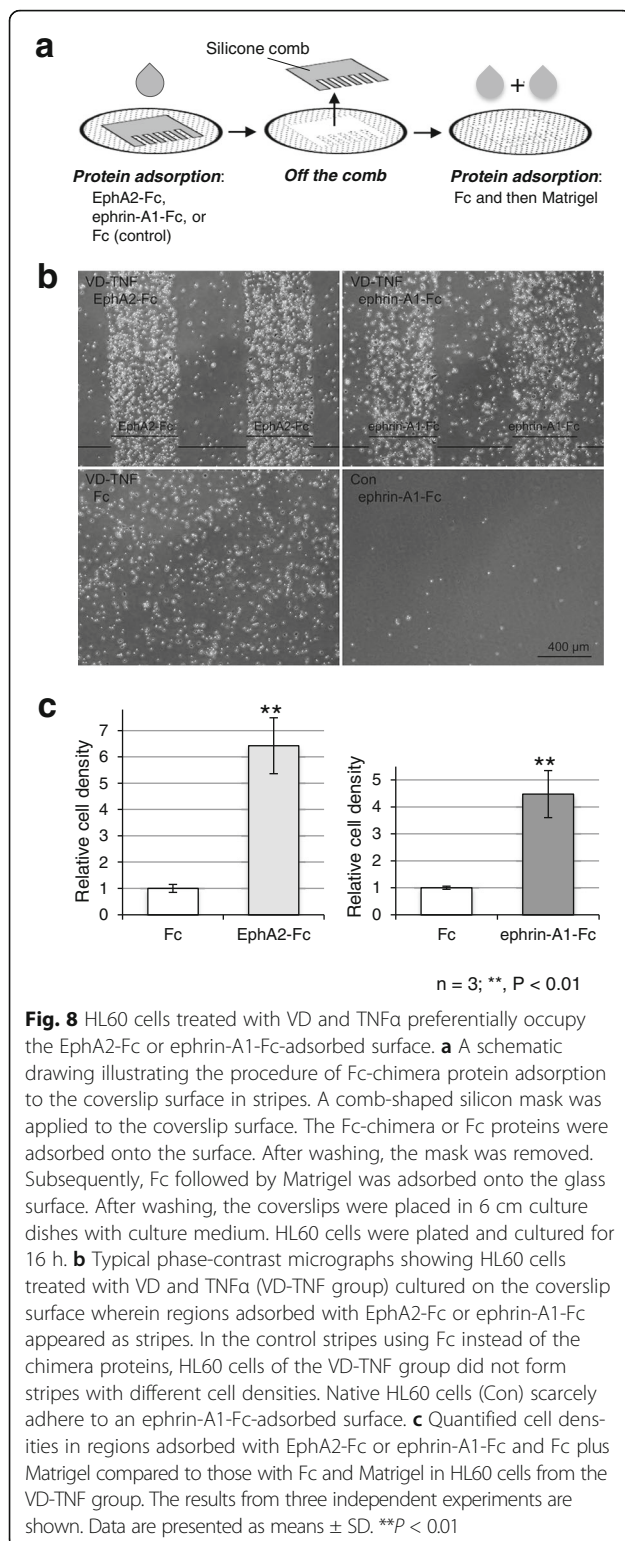 a
Silicone comb
+
Protein adsorption:
EphA2-Fc,
ephrin-A1-Fc, or
Fc (control)
Off the comb
Protein adsorption:
Fc and then Matrigel
b
VD-TNF
EphA2-Fc
EphA2-Fc
EphA2-Fc
VD-TNF
ephrin-A1-Fc
ephrin-A1-Fc
ephrin-A1-Fc
VD-TNF
Fc
Con
ephrin-A1-Fc
400 µm
c
Relative cell density
7
6
5
4
3
2
1
0
**
Fc
EphA2-Fc
Relative cell density
5
4
3
2
1
0
**
Fc
ephrin-A1-Fc
n = 3; **, P < 0.01
Fig. 8 HL60 cells treated with VD and TNFα preferentially occupy
the EphA2-Fc or ephrin-A1-Fc-adsorbed surface. a A schematic
drawing illustrating the procedure of Fc-chimera protein adsorption
to the coverslip surface in stripes. A comb-shaped silicon mask was
applied to the coverslip surface. The Fc-chimera or Fc proteins were
adsorbed onto the surface. After washing, the mask was removed.
Subsequently, Fc followed by Matrigel was adsorbed onto the glass
surface. After washing, the coverslips were placed in 6 cm culture
dishes with culture medium. HL60 cells were plated and cultured for
16 h. b Typical phase-contrast micrographs showing HL60 cells
treated with VD and TNFα (VD-TNF group) cultured on the coverslip
surface wherein regions adsorbed with EphA2-Fc or ephrin-A1-Fc
appeared as stripes. In the control stripes using Fc instead of the
chimera proteins, HL60 cells of the VD-TNF group did not form
stripes with different cell densities. Native HL60 cells (Con) scarcely
adhere to an ephrin-A1-Fc-adsorbed surface. c Quantified cell dens-
ities in regions adsorbed with EphA2-Fc or ephrin-A1-Fc and Fc plus
Matrigel compared to those with Fc and Matrigel in HL60 cells from the
VD-TNF group. The results from three independent experiments are
shown. Data are presented as means ± SD. **P < 0.01